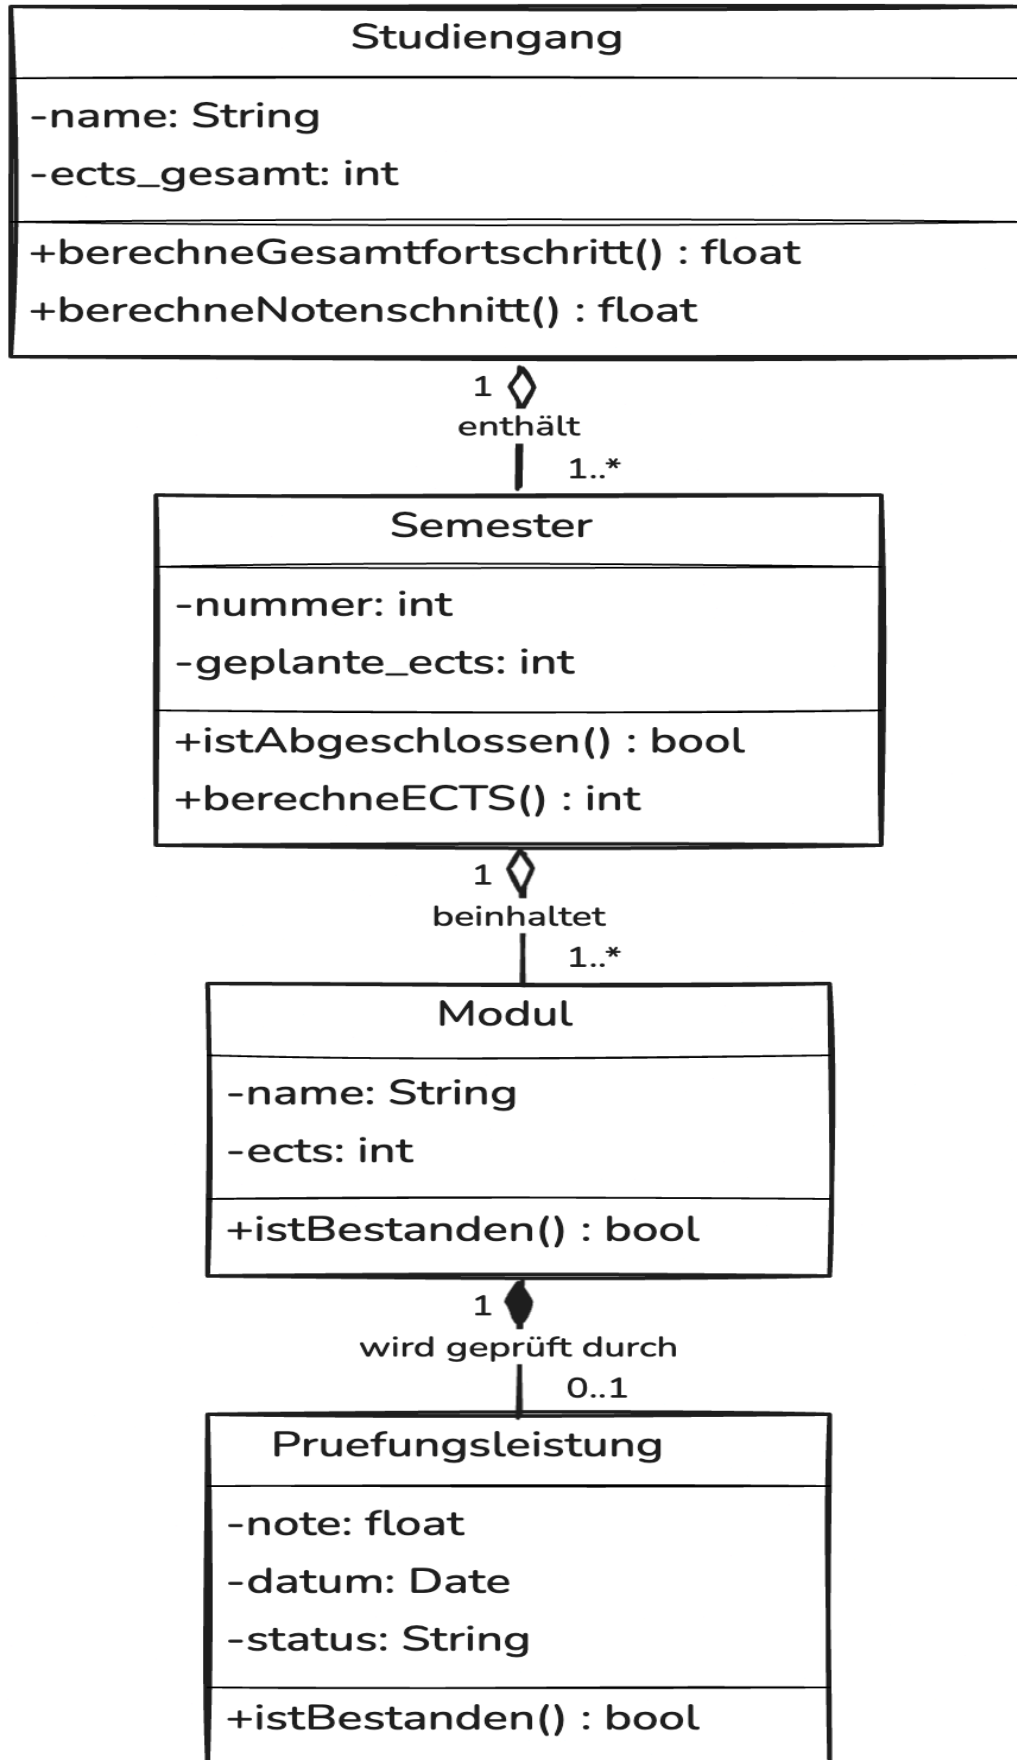 Studiengang
-name: String
-ects_gesamt: int
+berechneGesamtfortschritt() : float
+berechneNotenschnitt() : float
1
enthält
1..*
Semester
-nummer: int
-geplante_ects: int
+istAbgeschlossen() : bool
+berechneECTS() : int
1
beinhaltet
1..*
Modul
-name: String
-ects: int
+istBestanden() : bool
1
wird geprüft durch
0..1
Pruefungsleistung
-note: float
-datum: Date
-status: String
+istBestanden() : bool